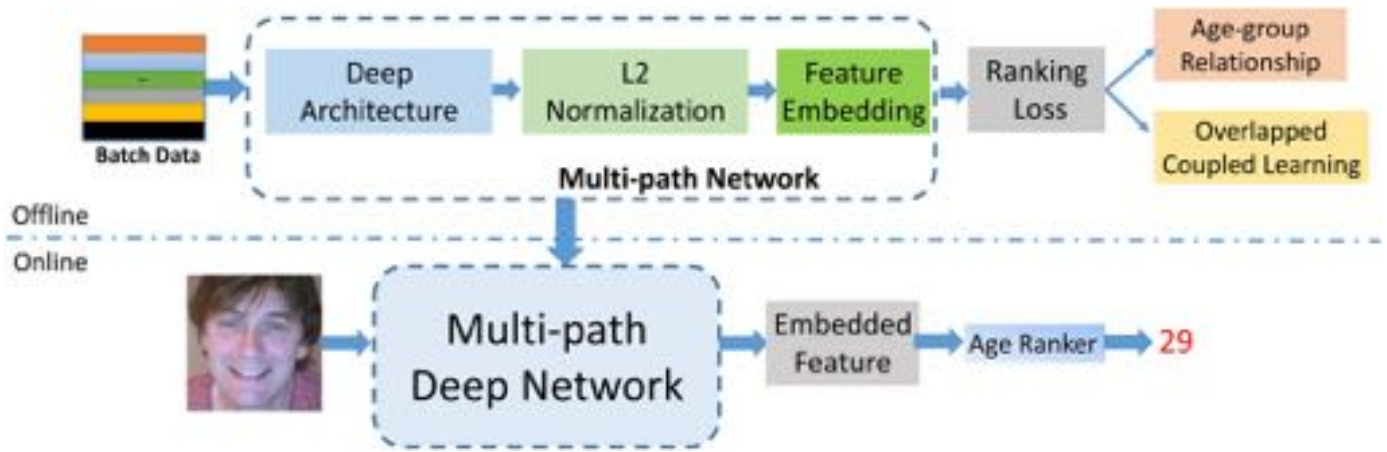 Deep
Architecture
L2
Normalization
Feature
Embedding
Ranking
Loss
Age-group
Relationship
Overlapped
Coupled Learning
Batch Data
Multi-path Network
Offline
Online
Multi-path
Deep Network
Embedded
Feature
Age Ranker
29